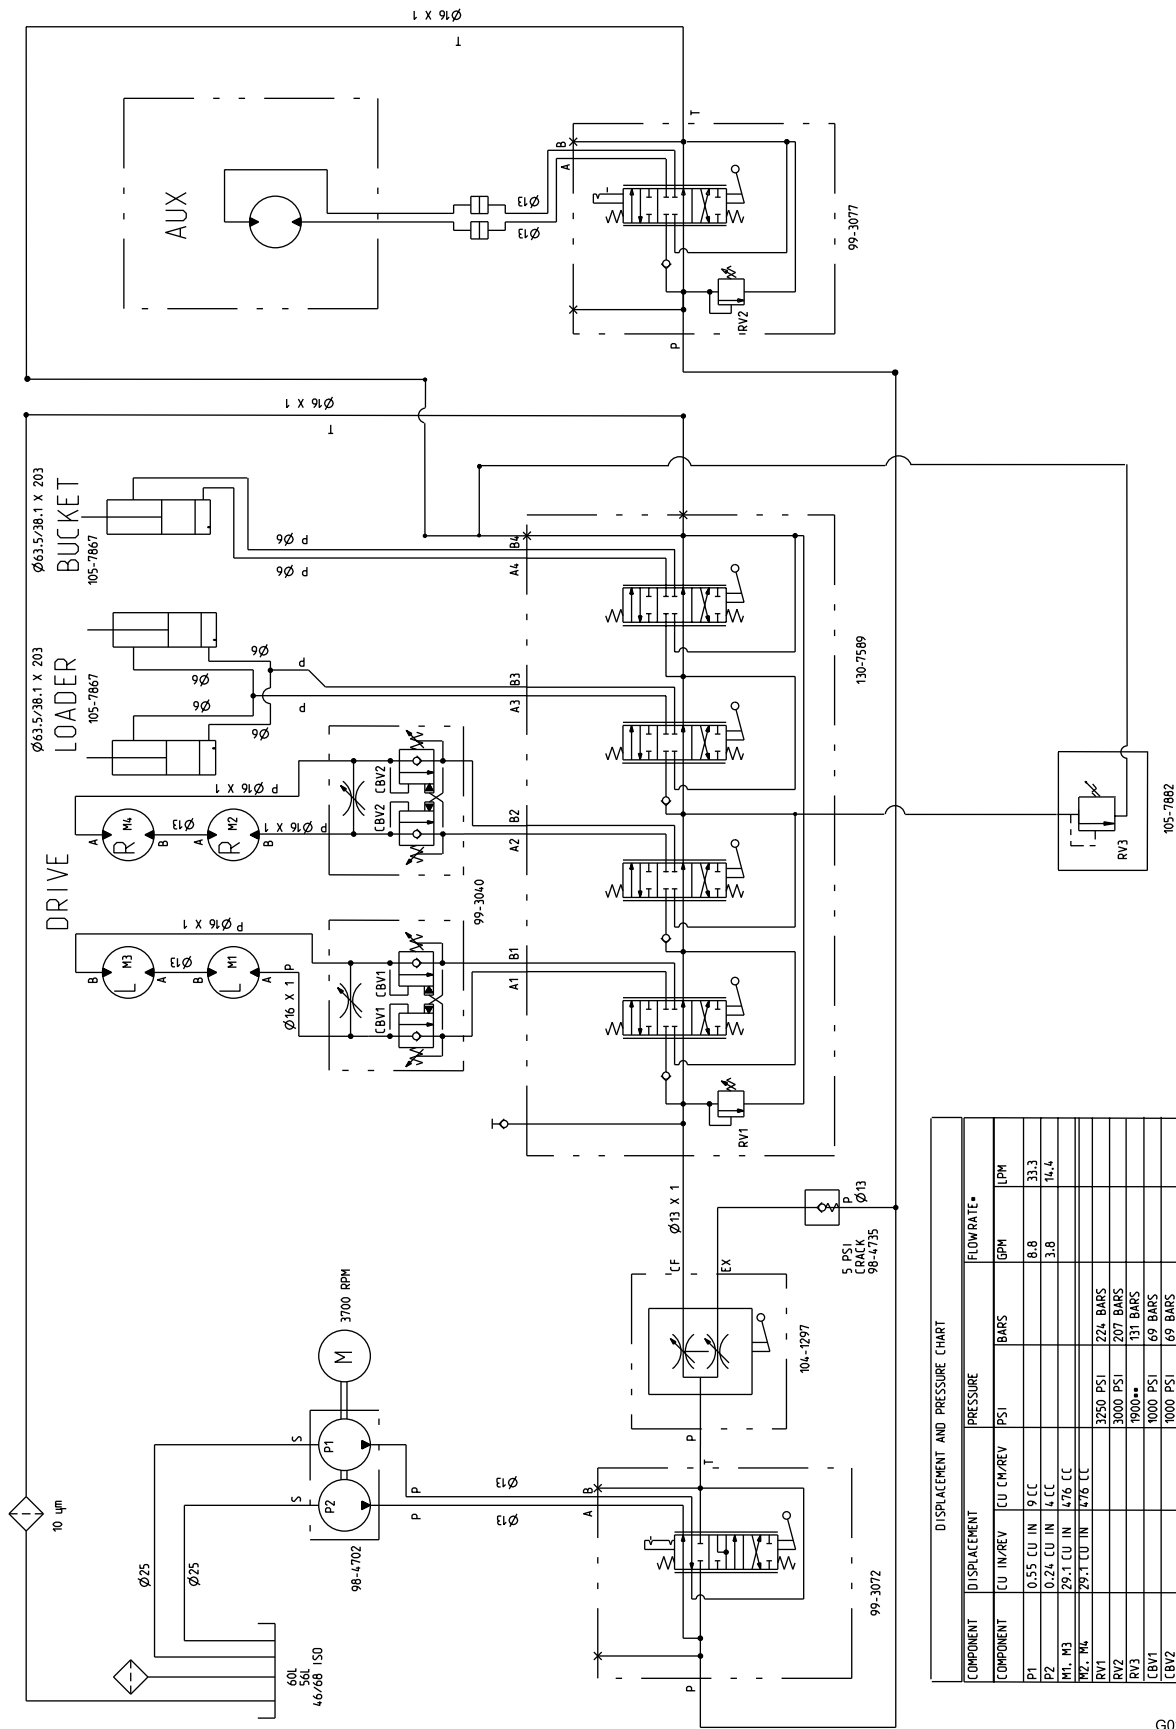 Ø16 X 1
T
AUX
Ø13
Ø13
A
B
T
P
RV2
99-3077
Ø16 X 1
T
Ø63.5/38.1 X 203
BUCKET
105-7867
P Ø6
P Ø6
A4
B4
Ø63.5/38.1 X 203
LOADER
105-7867
Ø6
Ø6
Ø6
Ø6
P
P
A3
B3
130-7589
DRIVE
A
R M4
B
Ø13
A
R M2
B
P Ø16 X 1
P Ø16 X 1
CBV2
CBV2
A2
B2
99-3040
B
L M3
A
Ø13
B
L M1
A
P Ø16 X 1
Ø16 X 1 P
CBV1
CBV1
A1
B1
RV1
RV3
105-7882
Ø13 X 1
CF
EX
5 PSI
CRACK
98-4735
P
Ø13
104-1297
P
T
3700 RPM
M
P1
P2
S
S
98-4702
Ø25
Ø25
10 µm
60L
56L
46/68 ISO
P
P
Ø13
Ø13
A
B
P
99-3072
DISPLACEMENT AND PRESSURE CHART
COMPONENT DISPLACEMENT PRESSURE FLOWRATE*
COMPONENT CU IN/REV CU CM/REV PSI BARS GPM LPM
P1 0.55 CU IN 9 CC 8.8 33.3
P2 0.24 CU IN 4 CC 3.8 14.4
M1, M3 29.1 CU IN 476 CC
M2, M4 29.1 CU IN 476 CC
RV1 3250 PSI 224 BARS
RV2 3000 PSI 207 BARS
RV3 1900** 131 BARS
CBV1 1000 PSI 69 BARS
CBV2 1000 PSI 69 BARS